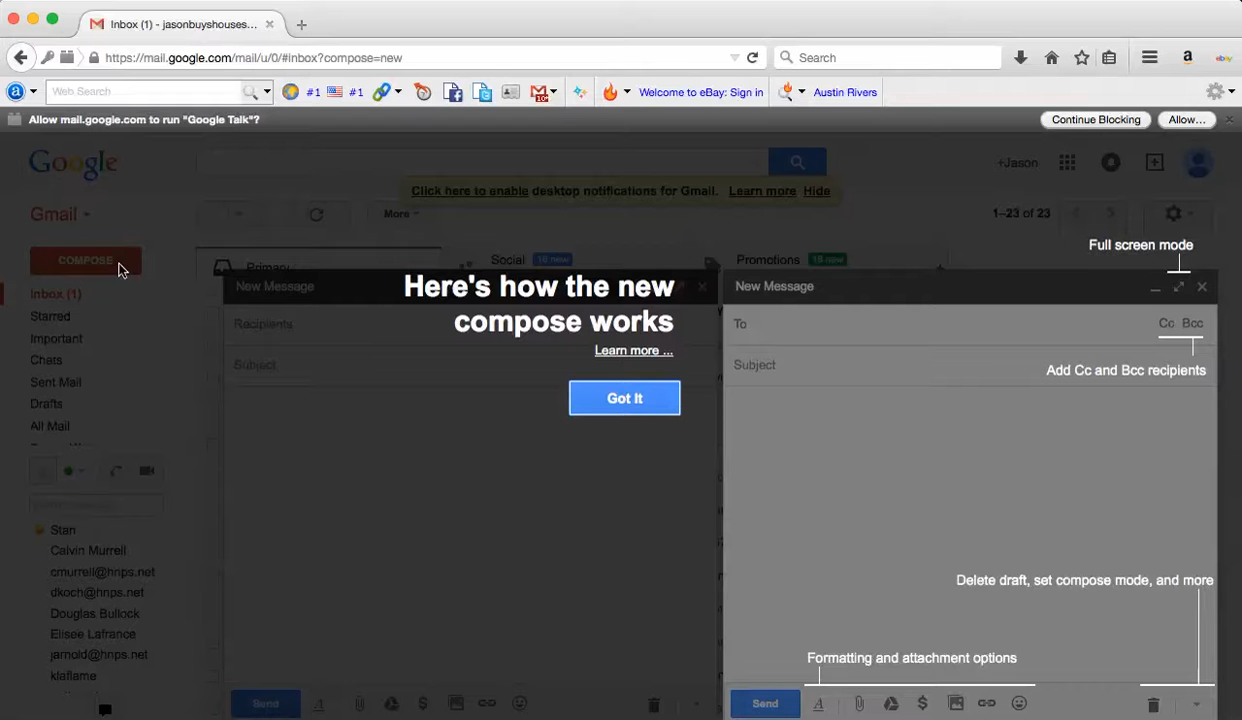 Inbox (1) - jasonbuyshouses...
https://mail.google.com/mail/u/0/#inbox?compose=new
Search
Web Search
#1
#1
Welcome to eBay: Sign in
Austin Rivers
Allow mail.google.com to run "Google Talk"?
Continue Blocking
Allow...
Google
+Jason
Click here to enable desktop notifications for Gmail. Learn more Hide
Gmail
More
1–23 of 23
Full screen mode
COMPOSE
Primary
Social
Promotions
Here's how the new
compose works
Learn more ...
Got It
New Message
Recipients
Subject
New Message
To
Cc Bcc
Add Cc and Bcc recipients
Subject
Inbox (1)
Starred
Important
Chats
Sent Mail
Drafts
All Mail
Stan
Calvin Murrell
cmurrell@hnps.net
dkoch@hnps.net
Douglas Bullock
Elisee Lafrance
jarnold@hnps.net
klaflame
Delete draft, set compose mode, and more
Formatting and attachment options
Send
Send